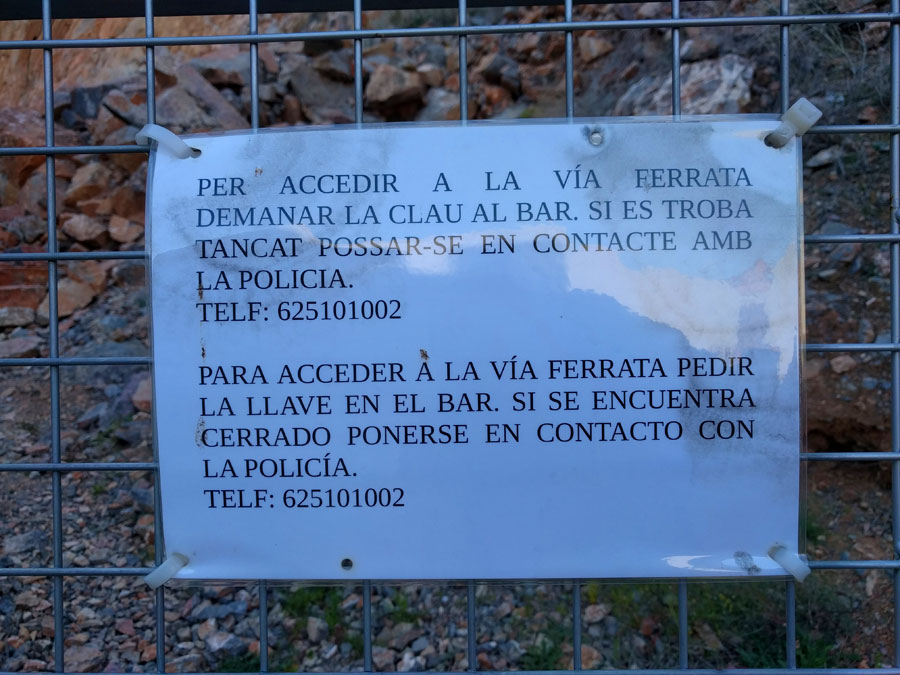 PER ACCEDIR A LA VÍA FERRATA
DEMANAR LA CLAU AL BAR. SI ES TROBA
TANCAT POSSAR-SE EN CONTACTE AMB
LA POLICIA.
TELF: 625101002
PARA ACCEDER A LA VÍA FERRATA PEDIR
LA LLAVE EN EL BAR. SI SE ENCUENTRA
CERRADO PONERSE EN CONTACTO CON
LA POLICÍA.
TELF: 625101002